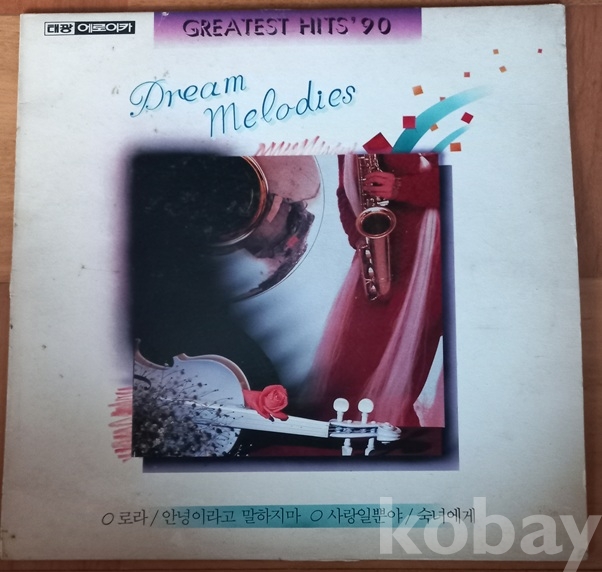 태광 에로이카
GREATEST HITS '90
Dream
Melodies
○ 로라 / 안녕이라고 말하지마 ○ 사랑일뿐야 / 숙녀에게
kobay